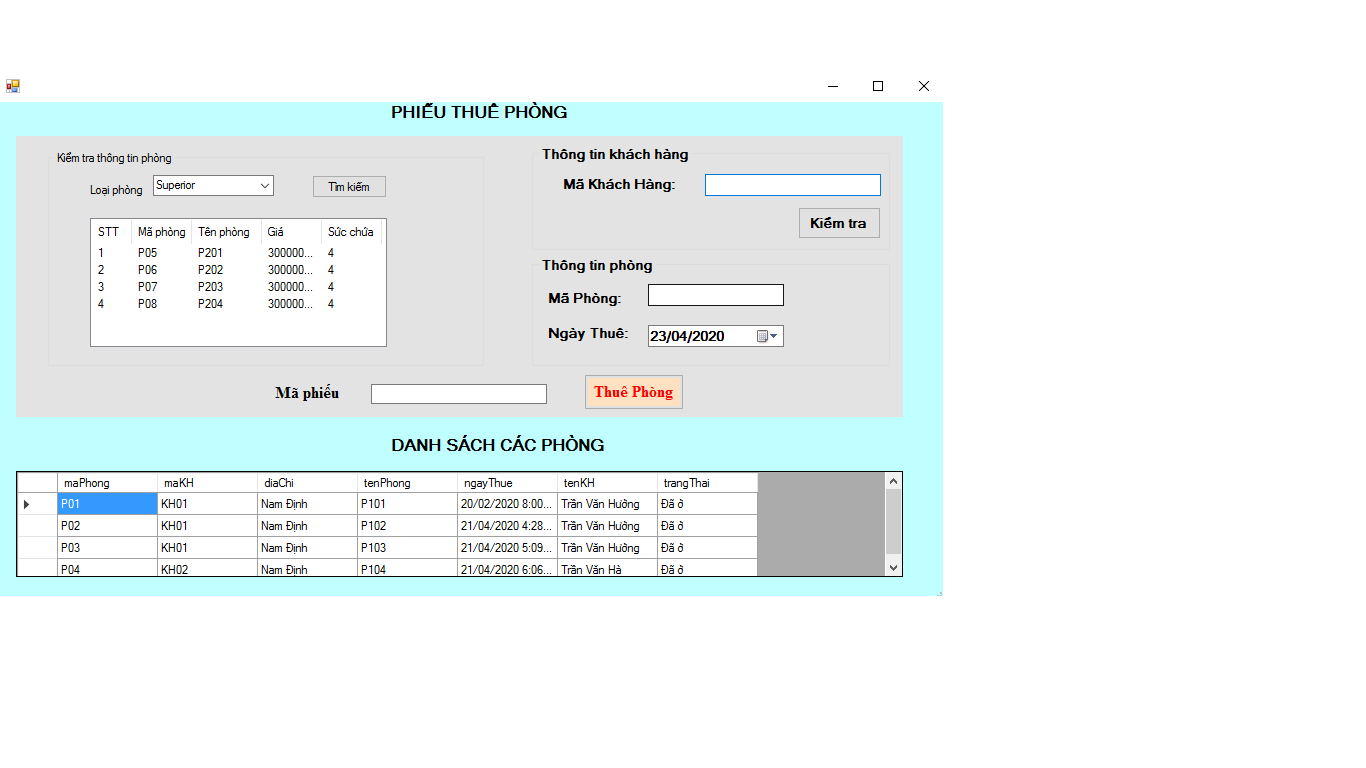 PHIẾU THUÊ PHÒNG
Kiểm tra thông tin phòng
Loại phòng Superior Tìm kiếm
STT Mã phòng Tên phòng Giá Sức chứa
1 P05 P201 300000... 4
2 P06 P202 300000... 4
3 P07 P203 300000... 4
4 P08 P204 300000... 4
Thông tin khách hàng
Mã Khách Hàng:
Kiểm tra
Thông tin phòng
Mã Phòng:
Ngày Thuê: 23/04/2020
Mã phiếu Thuê Phòng
DANH SÁCH CÁC PHÒNG
maPhong maKH diaChi tenPhong ngayThue tenKH trangThai
P01 KH01 Nam Định P101 20/02/2020 8:00... Trần Văn Hưởng Đã ở
P02 KH01 Nam Định P102 21/04/2020 4:28... Trần Văn Hưởng Đã ở
P03 KH01 Nam Định P103 21/04/2020 5:09... Trần Văn Hưởng Đã ở
P04 KH02 Nam Định P104 21/04/2020 6:06... Trần Văn Hà Đã ở